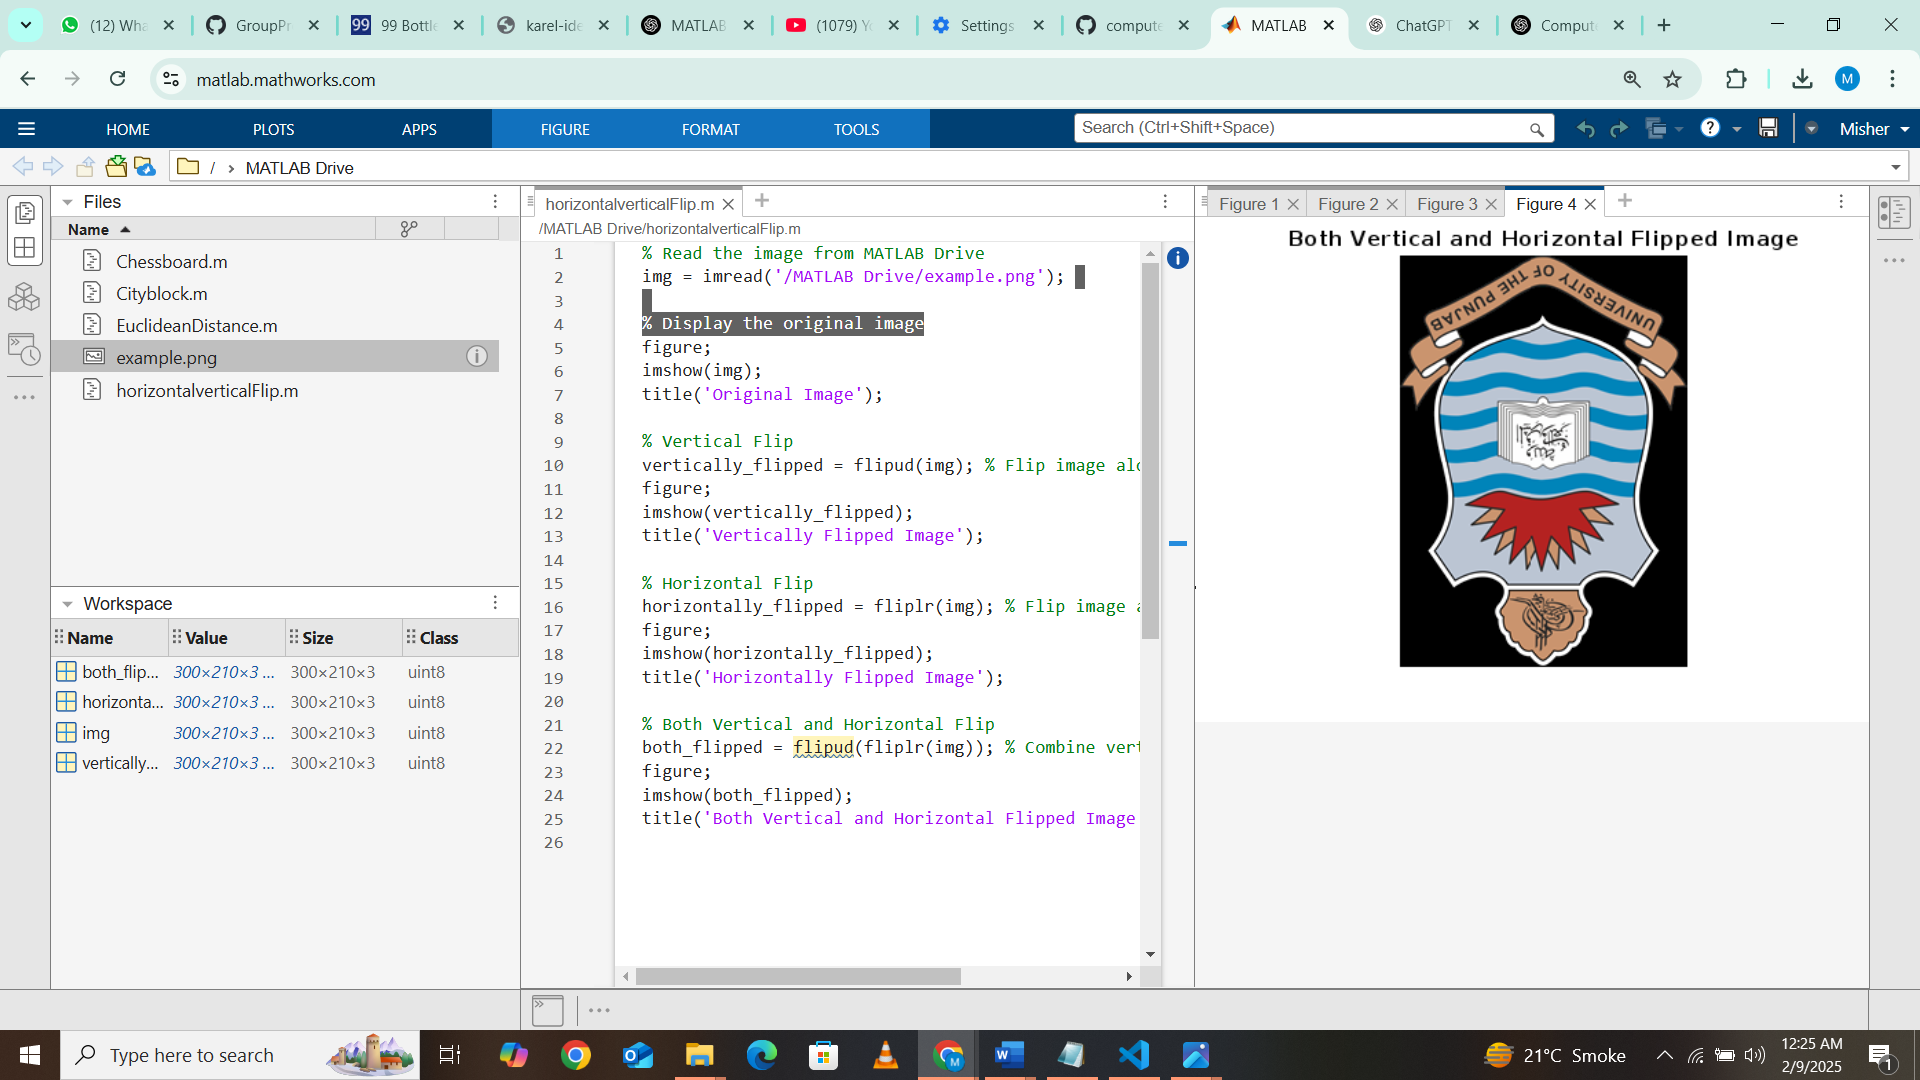 (12) Wha
GroupPr
99 Bottle
karel-ide
MATLAB
(1079) Y
Settings
compute
MATLAB
ChatGPT
Comput
matlab.mathworks.com
M
HOME
PLOTS
APPS
FIGURE
FORMAT
TOOLS
Search (Ctrl+Shift+Space)
Misher
/ › MATLAB Drive
Files
Name
Chessboard.m
Cityblock.m
EuclideanDistance.m
example.png
horizontalverticalFlip.m
Workspace
Name Value Size Class
both_flip... 300×210×3 ... 300×210×3 uint8
horizonta... 300×210×3 ... 300×210×3 uint8
img 300×210×3 ... 300×210×3 uint8
vertically... 300×210×3 ... 300×210×3 uint8
horizontalverticalFlip.m
/MATLAB Drive/horizontalverticalFlip.m
1 % Read the image from MATLAB Drive
2 img = imread('/MATLAB Drive/example.png');
3
4 % Display the original image
5 figure;
6 imshow(img);
7 title('Original Image');
8
9 % Vertical Flip
10 vertically_flipped = flipud(img); % Flip image alo
11 figure;
12 imshow(vertically_flipped);
13 title('Vertically Flipped Image');
14
15 % Horizontal Flip
16 horizontally_flipped = fliplr(img); % Flip image a
17 figure;
18 imshow(horizontally_flipped);
19 title('Horizontally Flipped Image');
20
21 % Both Vertical and Horizontal Flip
22 both_flipped = flipud(fliplr(img)); % Combine vert
23 figure;
24 imshow(both_flipped);
25 title('Both Vertical and Horizontal Flipped Image
26
Figure 1
Figure 2
Figure 3
Figure 4
Both Vertical and Horizontal Flipped Image
UNIVERSITY OF THE PUNJAB
Type here to search
21°C Smoke
12:25 AM
2/9/2025
1